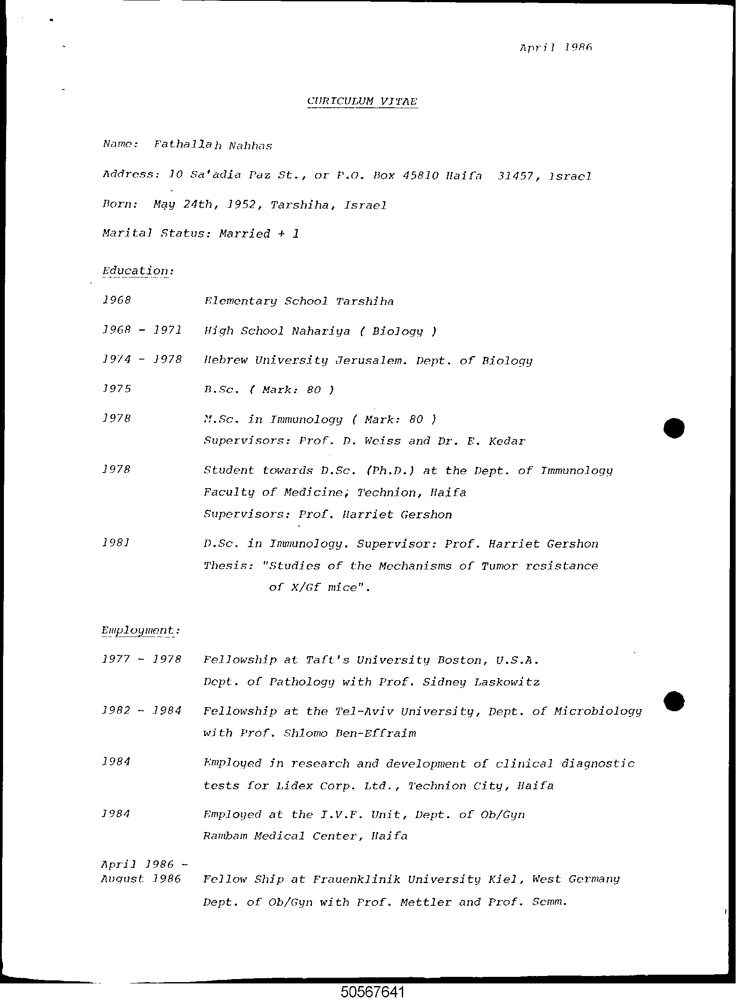 April 1986
CURICULUM VITAE
Name: Fathallah Nahhas
Address: 10 Sa'adia Paz St., or P.O. Box 45810 Haifa 31457, Israel
Born: May 24th, 1952, Tarshiha, Israel
Marital Status: Married + 1
Education:
1968 Elementary School Tarshiha
1968 - 1971 High School Nahariya ( Biology )
1974 - 1978 Hebrew University Jerusalem. Dept. of Biology
1975 B.Sc. ( Mark: 80 )
1978 M.Sc. in Immunology ( Mark: 80 )
Supervisors: Prof. D. Weiss and Dr. E. Kedar
1978 Student towards D.Sc. (Ph.D.) at the Dept. of Immunology
Faculty of Medicine, Technion, Haifa
Supervisors: Prof. Harriet Gershon
1981 D.Sc. in Immunology. Supervisor: Prof. Harriet Gershon
Thesis: "Studies of the Mechanisms of Tumor resistance
of X/Gf mice".
Employment:
1977 - 1978 Fellowship at Taft's University Boston, U.S.A.
Dept. of Pathology with Prof. Sidney Laskowitz
1982 - 1984 Fellowship at the Tel-Aviv University, Dept. of Microbiology
with Prof. Shlomo Ben-Effraim
1984 Employed in research and development of clinical diagnostic
tests for Lidex Corp. Ltd., Technion City, Haifa
1984 Employed at the I.V.F. Unit, Dept. of Ob/Gyn
Rambam Medical Center, Haifa
April 1986 -
August 1986 Fellow Ship at Frauenklinik University Kiel, West Germany
Dept. of Ob/Gyn with Prof. Mettler and Prof. Semm.
50567641